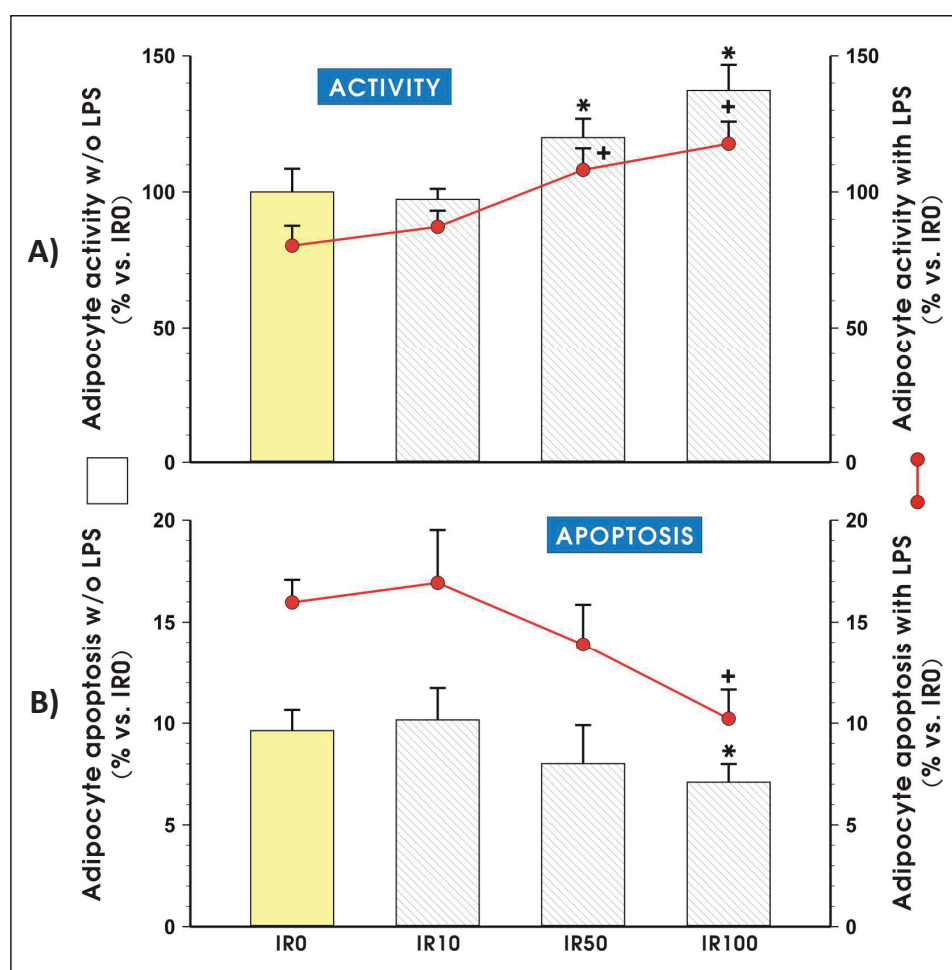 ACTIVITY
A)
Adipocyte activity w/o LPS
(% vs. IR0)
150
100
50
0
*
+
*
+
150
100
50
0
Adipocyte activity with LPS
(% vs. IR0)
APOPTOSIS
B)
Adipocyte apoptosis w/o LPS
(% vs. IR0)
20
15
10
5
0
+
*
20
15
10
5
0
Adipocyte apoptosis with LPS
(% vs. IR0)
IR0 IR10 IR50 IR100